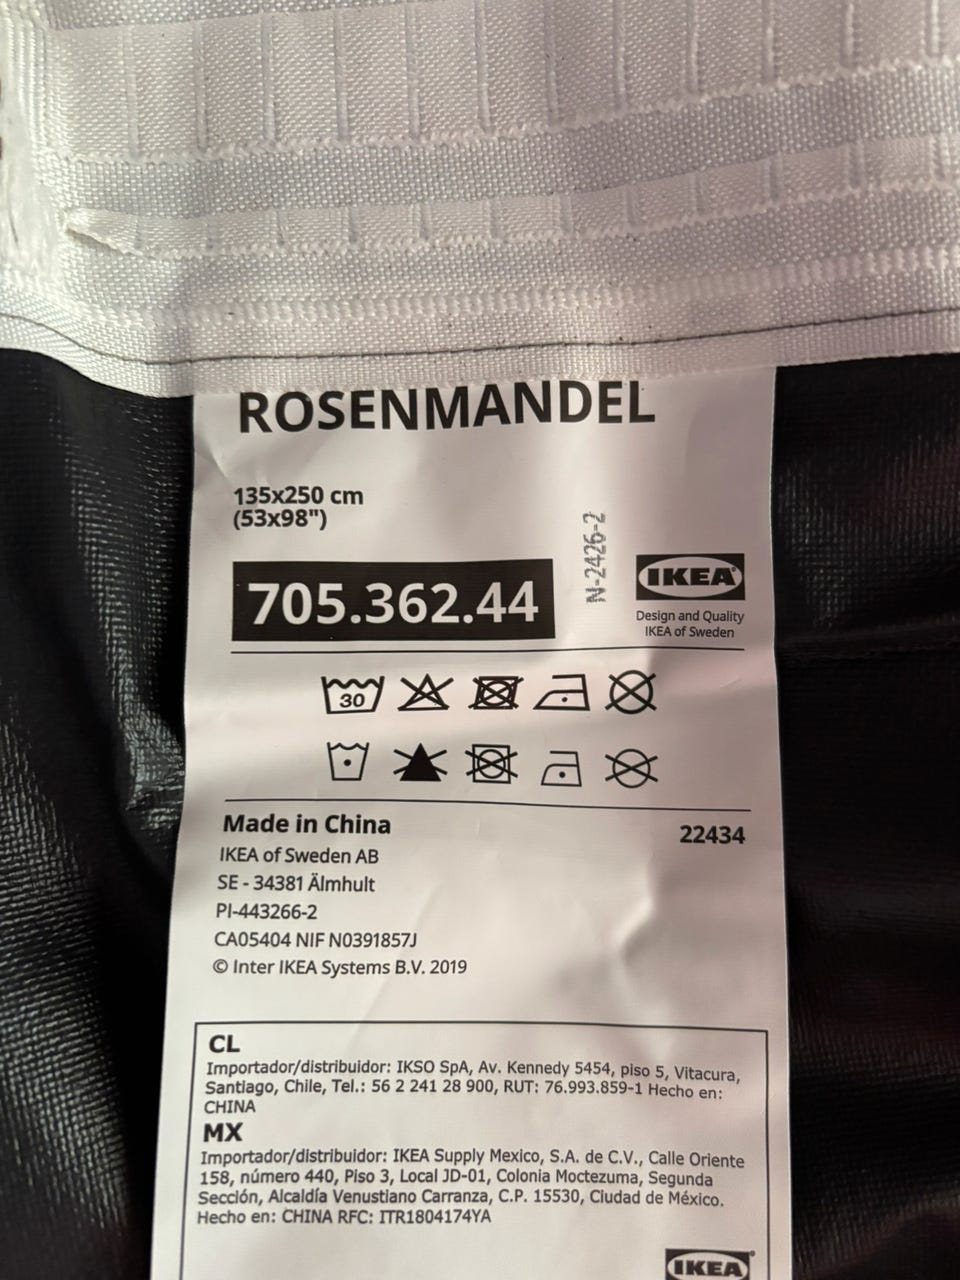 ROSENMANDEL
135x250 cm
(53x98")
705.362.44
N-2426-2
IKEA®
Design and Quality
IKEA of Sweden
30
Made in China
22434
IKEA of Sweden AB
SE - 34381 Älmhult
PI-443266-2
CA05404 NIF N0391857J
© Inter IKEA Systems B.V. 2019
CL
Importador/distribuidor: IKSO SpA, Av. Kennedy 5454, piso 5, Vitacura,
Santiago, Chile, Tel.: 56 2 241 28 900, RUT: 76.993.859-1 Hecho en:
CHINA
MX
Importador/distribuidor: IKEA Supply Mexico, S.A. de C.V., Calle Oriente
158, número 440, Piso 3, Local JD-01, Colonia Moctezuma, Segunda
Sección, Alcaldía Venustiano Carranza, C.P. 15530, Ciudad de México.
Hecho en: CHINA RFC: ITR1804174YA
IKEA®